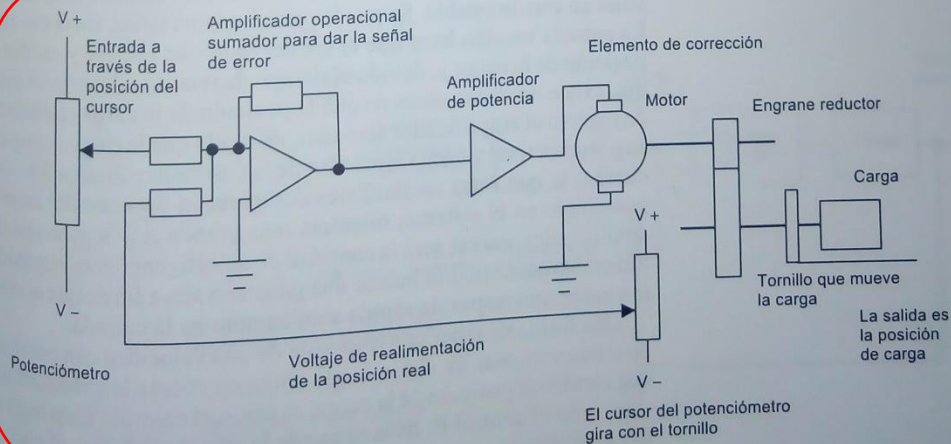 V +
Entrada a
través de la
posición del
cursor
Amplificador operacional
sumador para dar la señal
de error
Elemento de corrección
Amplificador
de potencia
Motor
Engrane reductor
Carga
V +
V –
Tornillo que mueve
la carga
La salida es
la posición
de carga
Potenciómetro
Voltaje de realimentación
de la posición real
V –
El cursor del potenciómetro
gira con el tornillo